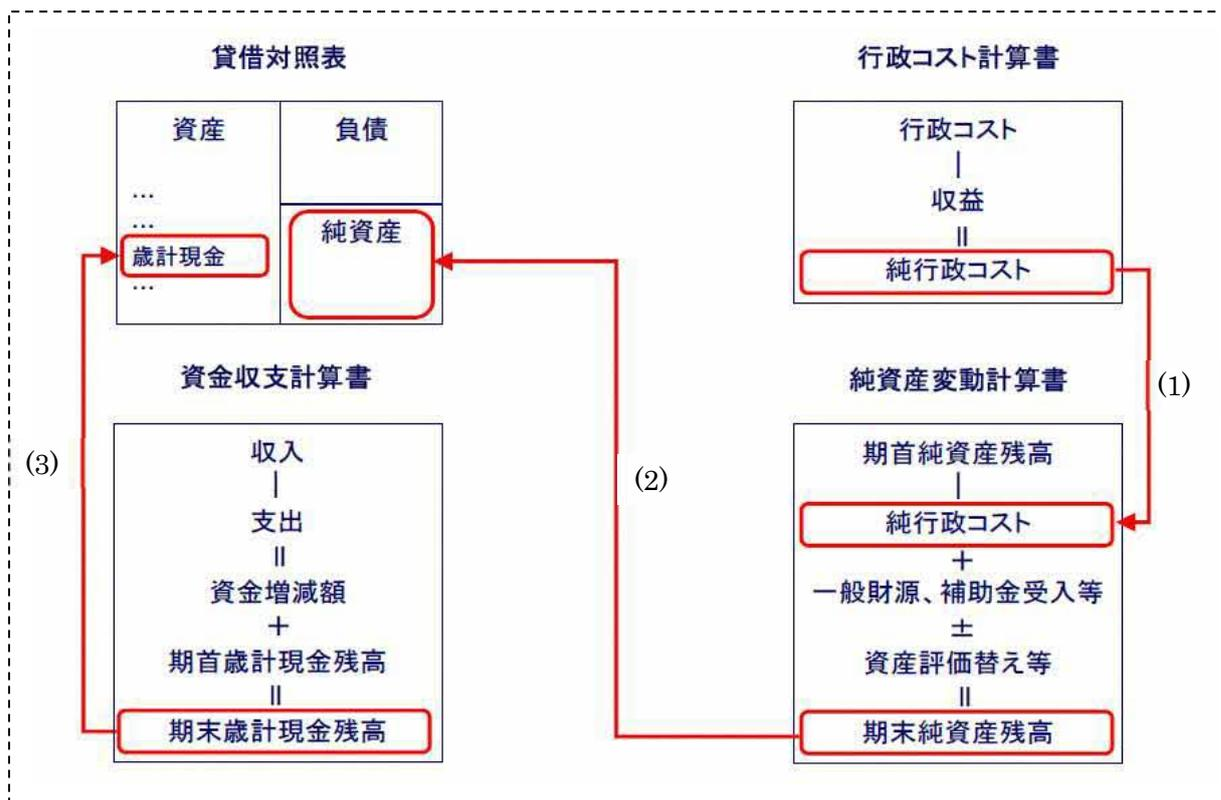 貸借対照表
資産
負債
…
…
純資産
歳計現金
…
行政コスト計算書
行政コスト
|
収益
||
純行政コスト
(1)
資金収支計算書
収入
|
支出
||
資金増減額
+
期首歳計現金残高
||
期末歳計現金残高
(3)
(2)
純資産変動計算書
期首純資産残高
|
純行政コスト
+
一般財源、補助金受入等
±
資産評価替え等
||
期末純資産残高